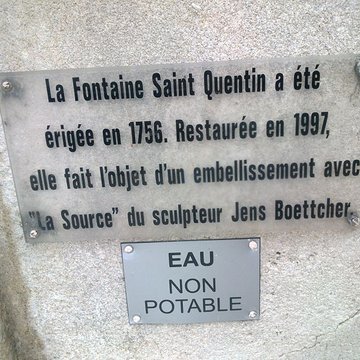 La Fontaine Saint Quentin a été
érigée en 1756. Restaurée en 1997,
elle fait l'objet d'un embellissement avec
"La Source" du sculpteur Jens Boettcher.
EAU
NON
POTABLE